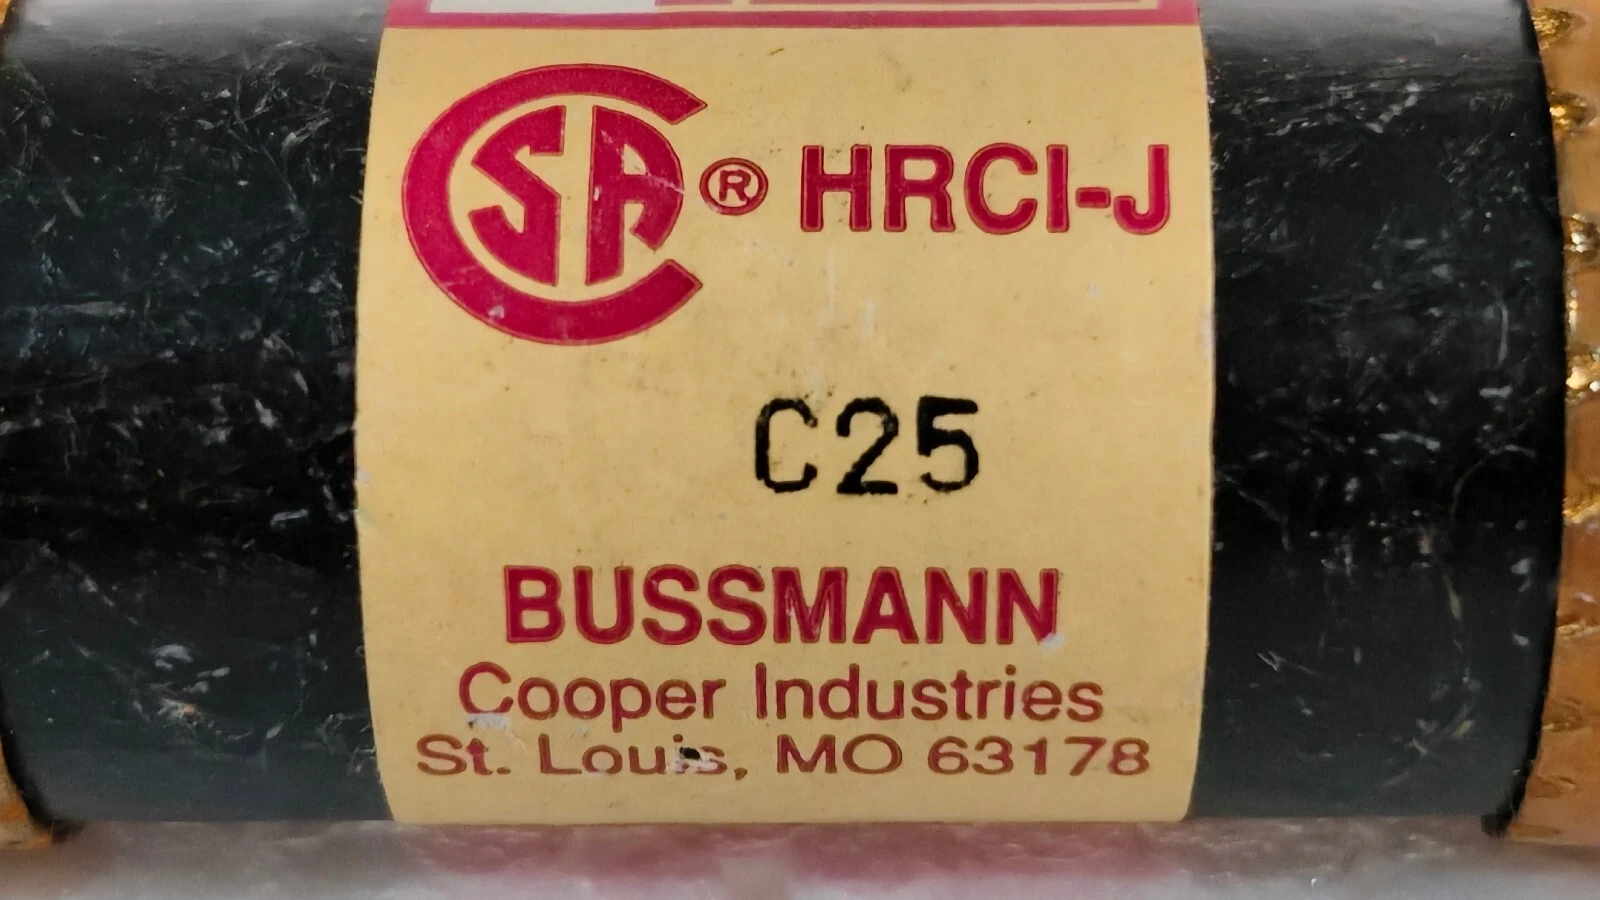 CSA® HRCI-J
C25
BUSSMANN
Cooper Industries
St. Louis, MO 63178